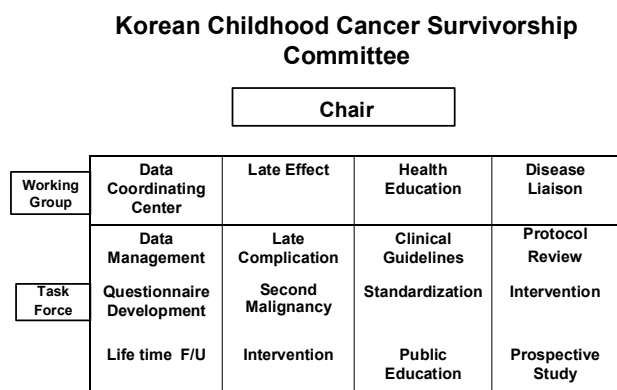 Korean Childhood Cancer Survivorship
Committee
Chair
Working
Group
Data
Coordinating
Center
Late Effect
Health
Education
Disease
Liaison
Task
Force
Data
Management
Late
Complication
Clinical
Guidelines
Protocol
Review
Questionnaire
Development
Second
Malignancy
Standardization
Intervention
Life time F/U
Intervention
Public
Education
Prospective
Study